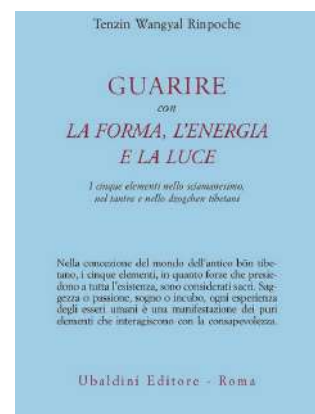 Tenzin Wangyal Rinpoche
GUARIRE
con
LA FORMA, L'ENERGIA
E LA LUCE
I cinque elementi nello sciamanesimo,
nel tantra e nello dzogchen tibetani
Nella concezione del mondo dell'antico bön tibe-
tano, i cinque elementi, in quanto forze che presie-
dono a tutta l'esistenza, sono considerati sacri. Sag-
gezza o passione, sogno o incubo, ogni esperienza
degli esseri umani è una manifestazione dei puri
elementi che interagiscono con la consapevolezza.
Ubaldini Editore - Roma